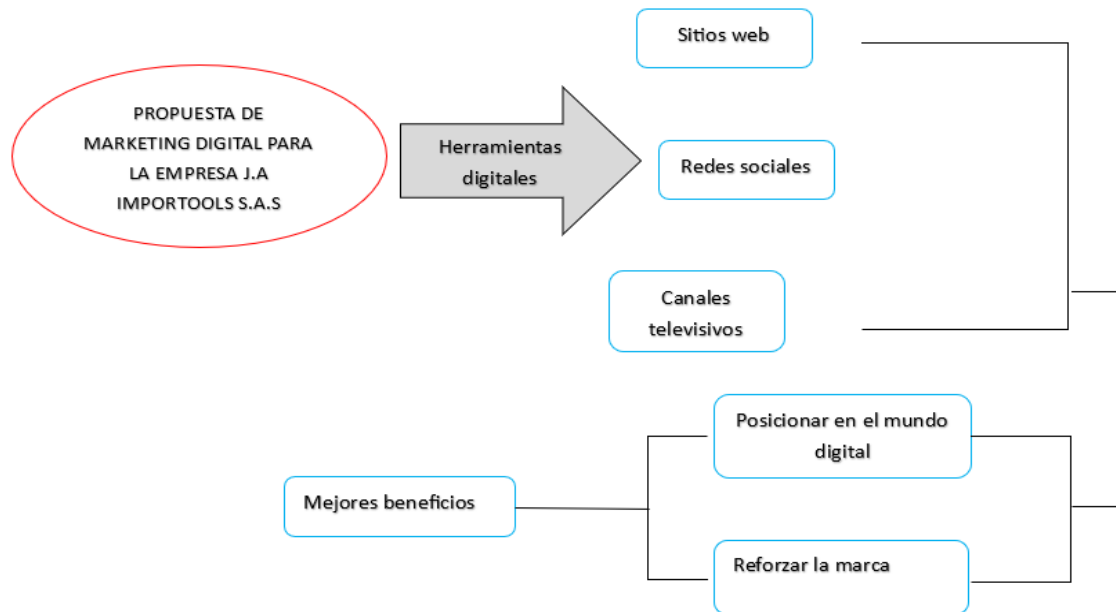 PROPUESTA DE
MARKETING DIGITAL PARA
LA EMPRESA J.A
IMPORTOOLS S.A.S
Herramientas
digitales
Sitios web
Redes sociales
Canales
televisivos
Posicionar en el mundo
digital
Mejores beneficios
Reforzar la marca